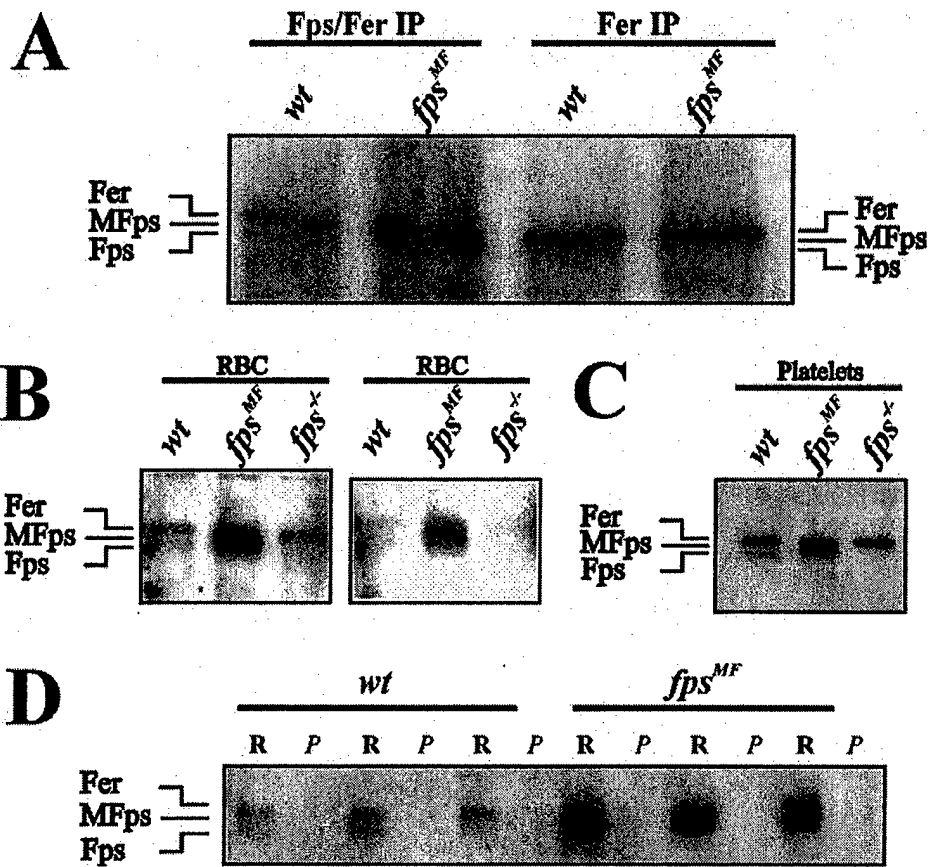 A
Fps/Fer IP Fer IP
wt fps^MF wt fps^MF
Fer
MFps
Fps
Fer
MFps
Fps
B
RBC RBC
wt fps^MF fps^-/- wt fps^MF fps^-/-
Fer
MFps
Fps
C
Platelets
wt fps^MF fps^-/-
Fer
MFps
Fps
D
wt fps^MF
R P R P R P R P R P R P
Fer
MFps
Fps